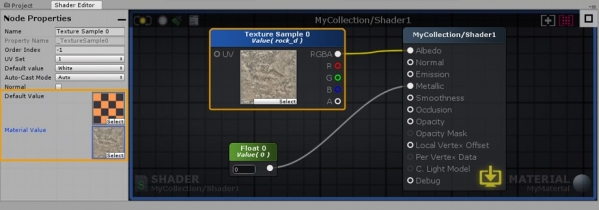 Project
Shader Editor
Node Properties
Name Texture Sample 0
Property Name _TextureSample0
Order Index -1
UV Set 1
Default value White
Auto-Cast Mode Auto
Normal
Default Value
Select
Material Value
Select
MyCollection/Shader1
Texture Sample 0
Value( rock_d )
UV
RGBA
R
G
B
A
Select
Float 0
Value( 0 )
0
MyCollection/Shader1
Albedo
Normal
Emission
Metallic
Smoothness
Occlusion
Opacity
Opacity Mask
Local Vertex Offset
Per Vertex Data
C. Light Model
Debug
S
SHADER
MyCollection/Shader1
MATERIAL
MyMaterial